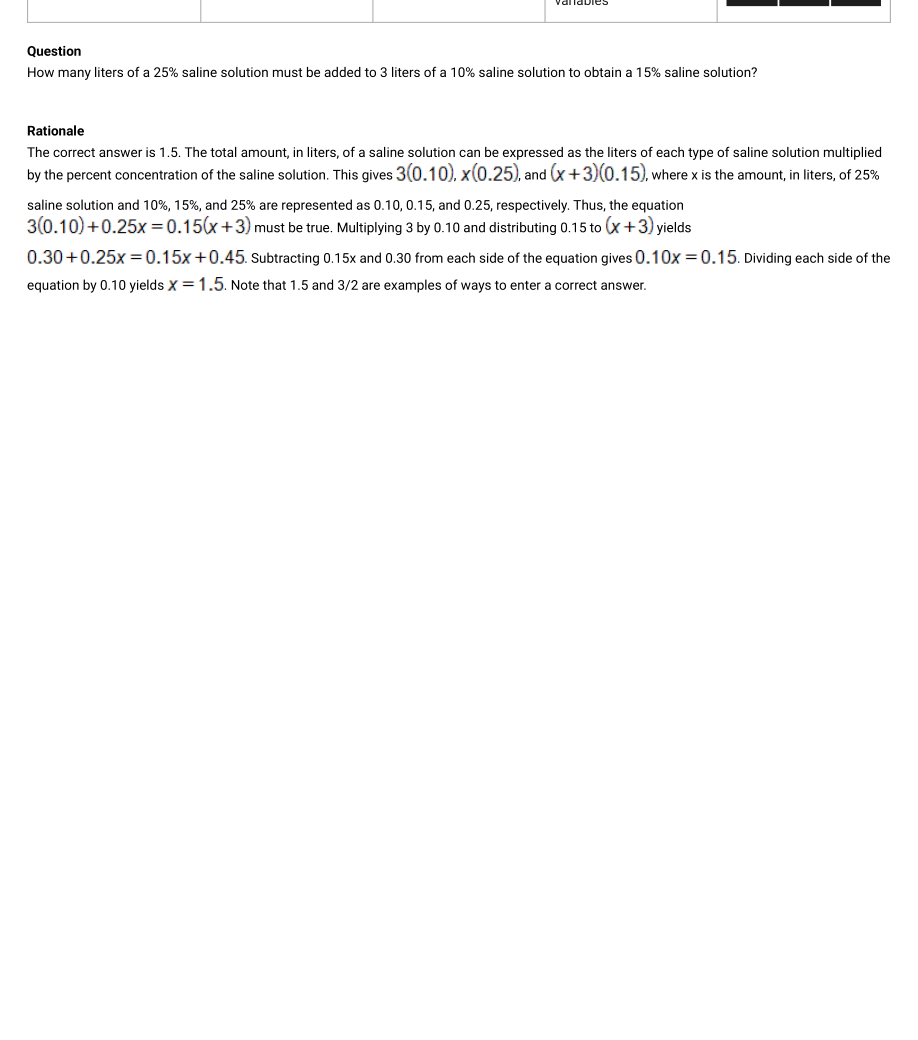 variables
Question
How many liters of a 25% saline solution must be added to 3 liters of a 10% saline solution to obtain a 15% saline solution?
Rationale
The correct answer is 1.5. The total amount, in liters, of a saline solution can be expressed as the liters of each type of saline solution multiplied
by the percent concentration of the saline solution. This gives 3(0.10), x(0.25), and (x+3)(0.15), where x is the amount, in liters, of 25%
saline solution and 10%, 15%, and 25% are represented as 0.10, 0.15, and 0.25, respectively. Thus, the equation
3(0.10)+0.25x=0.15(x+3) must be true. Multiplying 3 by 0.10 and distributing 0.15 to (x+3) yields
0.30+0.25x=0.15x+0.45. Subtracting 0.15x and 0.30 from each side of the equation gives 0.10x=0.15. Dividing each side of the
equation by 0.10 yields x = 1.5. Note that 1.5 and 3/2 are examples of ways to enter a correct answer.